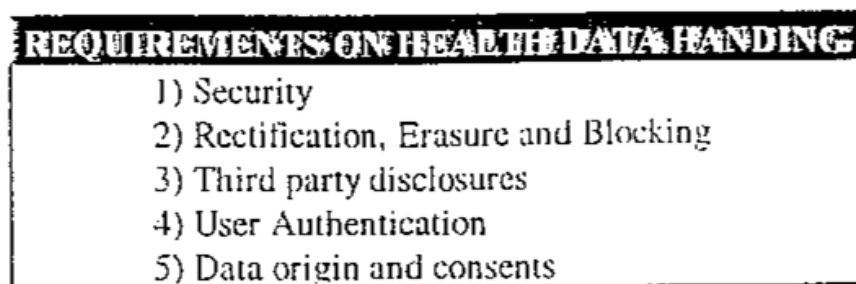 REQUIREMENTS ON HEALTH DATA HANDING
1) Security
2) Rectification, Erasure and Blocking
3) Third party disclosures
4) User Authentication
5) Data origin and consents